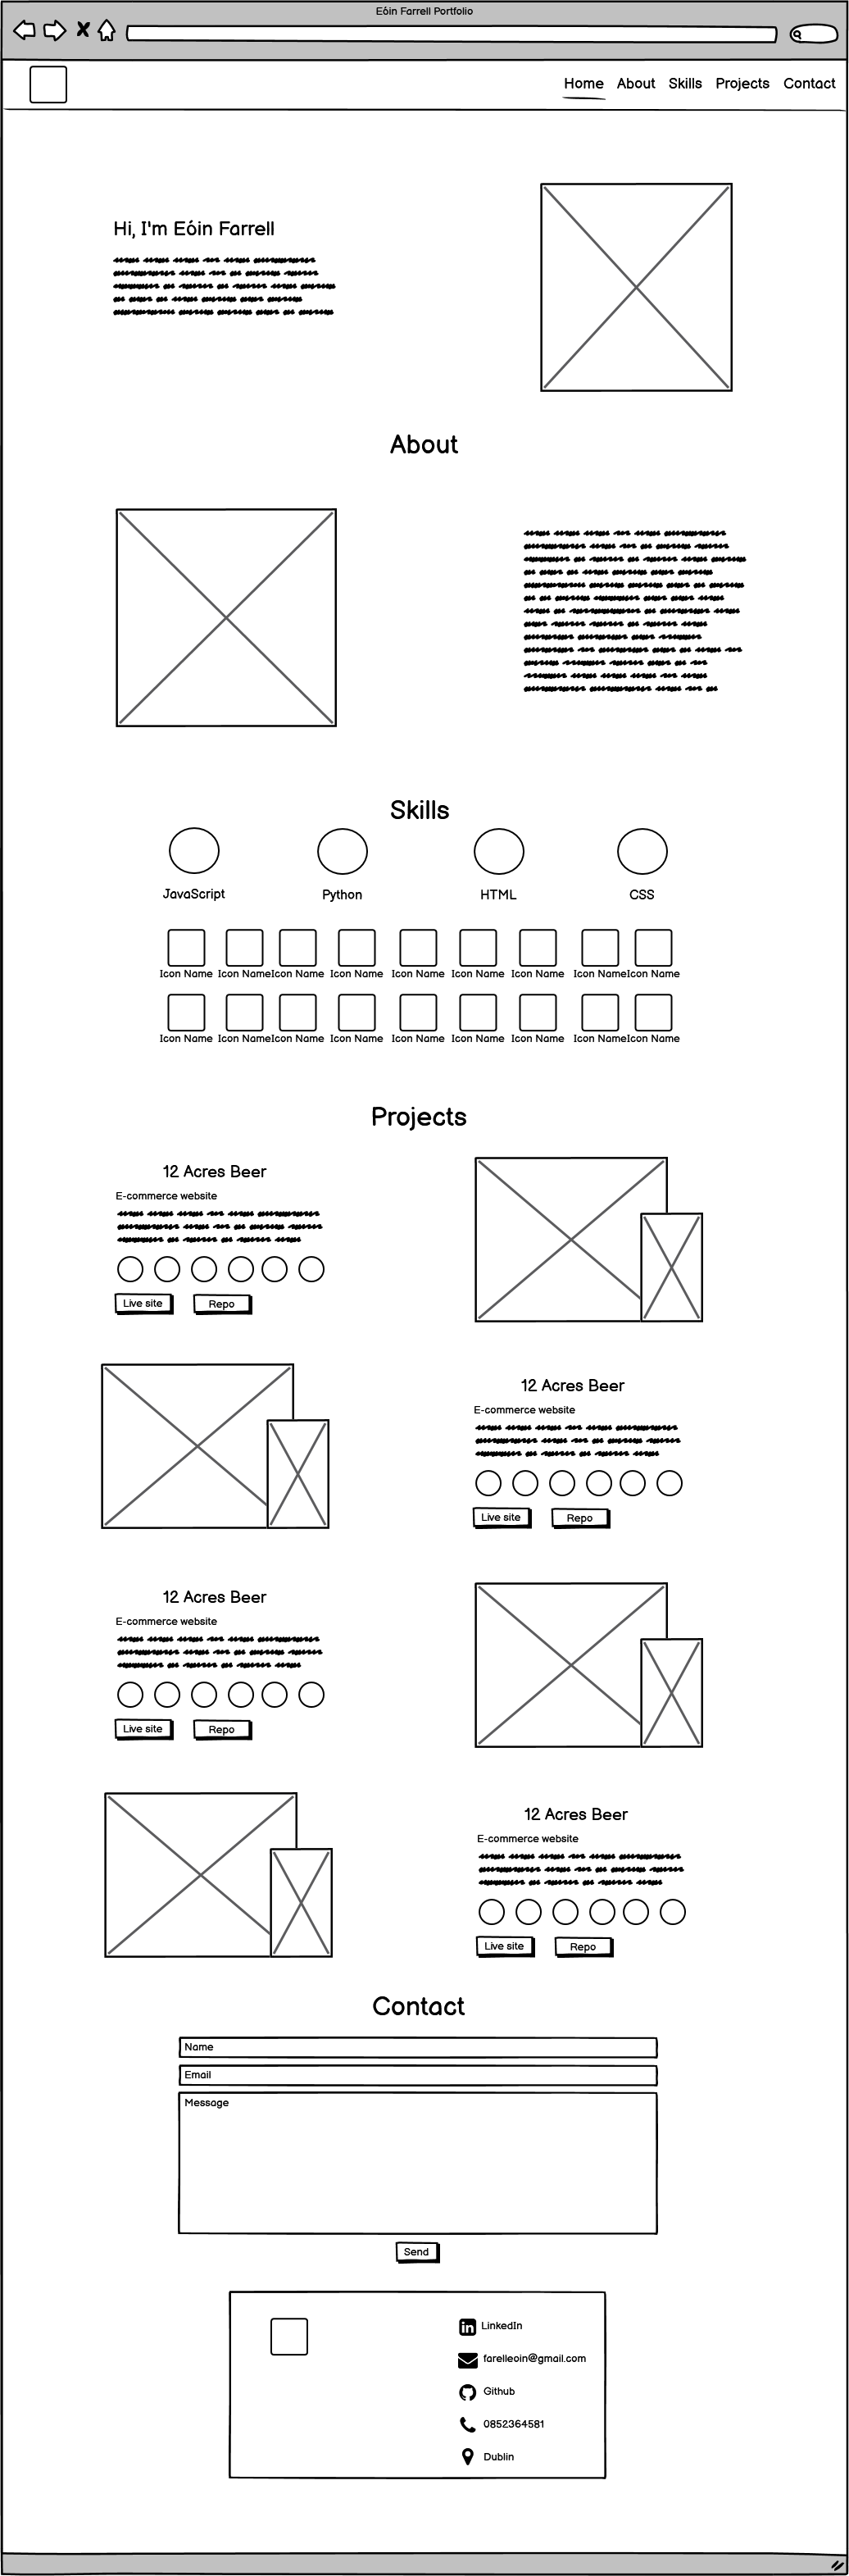 Eóin Farrell Portfolio
Home About Skills Projects Contact
Hi, I'm Eóin Farrell
About
Skills
JavaScript Python HTML CSS
Icon Name Icon Name Icon Name Icon Name Icon Name Icon Name Icon Name Icon Name Icon Name
Icon Name Icon Name Icon Name Icon Name Icon Name Icon Name Icon Name Icon Name Icon Name
Projects
12 Acres Beer
E-commerce website
Live site Repo
12 Acres Beer
E-commerce website
Live site Repo
12 Acres Beer
E-commerce website
Live site Repo
12 Acres Beer
E-commerce website
Live site Repo
Contact
Name
Email
Message
Send
LinkedIn
farelleoin@gmail.com
Github
0852364581
Dublin